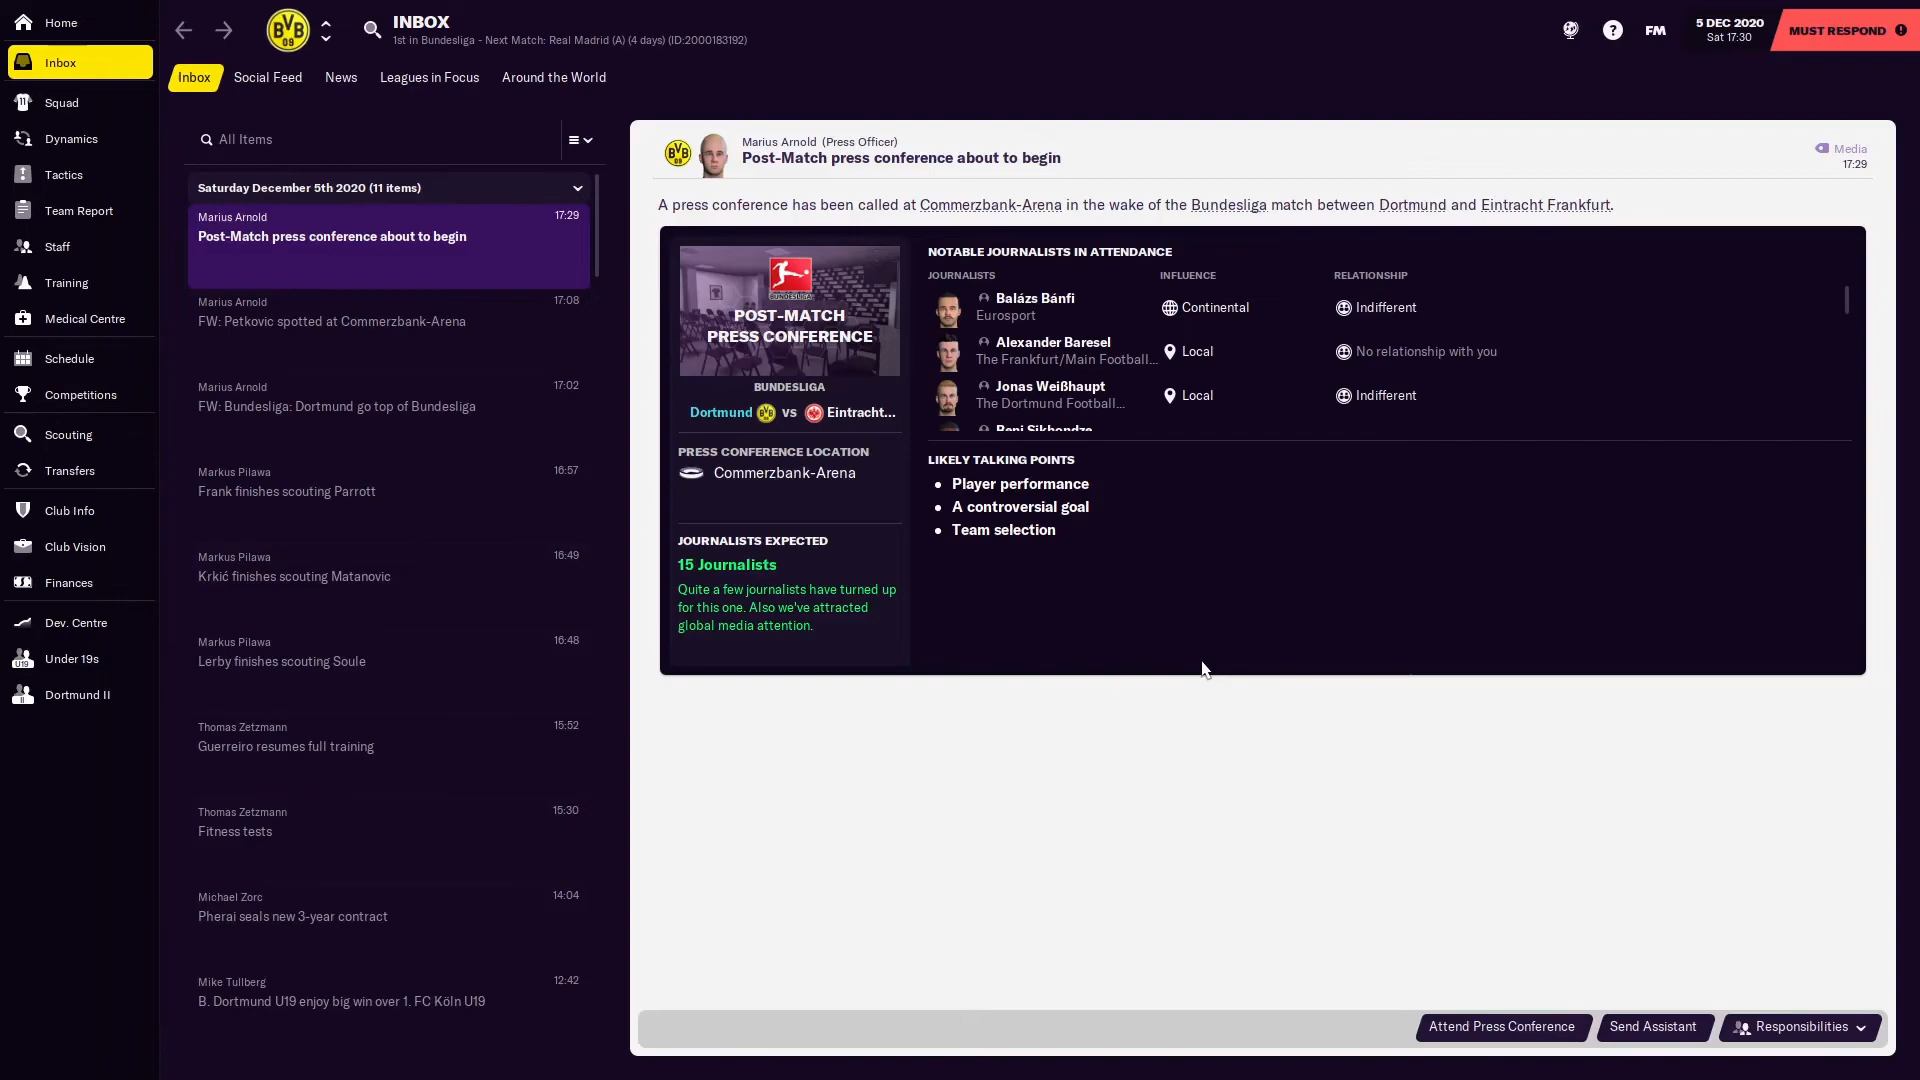 Home
Inbox
Squad
Dynamics
Tactics
Team Report
Staff
Training
Medical Centre
Schedule
Competitions
Scouting
Transfers
Club Info
Club Vision
Finances
Dev. Centre
Under 19s
Dortmund II
INBOX
1st in Bundesliga - Next Match: Real Madrid (A) (4 days) (ID:2000183192)
FM
5 DEC 2020
Sat 17:30
MUST RESPOND
Inbox Social Feed News Leagues in Focus Around the World
All Items
Saturday December 5th 2020 (11 items)
Marius Arnold 17:29
Post-Match press conference about to begin
Marius Arnold 17:08
FW: Petkovic spotted at Commerzbank-Arena
Marius Arnold 17:02
FW: Bundesliga: Dortmund go top of Bundesliga
Markus Pilawa 16:57
Frank finishes scouting Parrott
Markus Pilawa 16:49
Krkić finishes scouting Matanovic
Markus Pilawa 16:48
Lerby finishes scouting Soule
Thomas Zetzmann 15:52
Guerreiro resumes full training
Thomas Zetzmann 15:30
Fitness tests
Michael Zorc 14:04
Pherai seals new 3-year contract
Mike Tullberg 12:42
B. Dortmund U19 enjoy big win over 1. FC Köln U19
Marius Arnold (Press Officer)
Post-Match press conference about to begin
Media
17:29
A press conference has been called at Commerzbank-Arena in the wake of the Bundesliga match between Dortmund and Eintracht Frankfurt.
BUNDESLIGA
POST-MATCH
PRESS CONFERENCE
BUNDESLIGA
Dortmund BVB 09 vs Eintracht...
PRESS CONFERENCE LOCATION
Commerzbank-Arena
JOURNALISTS EXPECTED
15 Journalists
Quite a few journalists have turned up
for this one. Also we've attracted
global media attention.
NOTABLE JOURNALISTS IN ATTENDANCE
JOURNALISTS INFLUENCE RELATIONSHIP
Balázs Bánfi
Eurosport
Continental Indifferent
Alexander Baresel
The Frankfurt/Main Football...
Local No relationship with you
Jonas Weißhaupt
The Dortmund Football...
Local Indifferent
Beni Sikhondze
LIKELY TALKING POINTS
• Player performance
• A controversial goal
• Team selection
Attend Press Conference Send Assistant Responsibilities